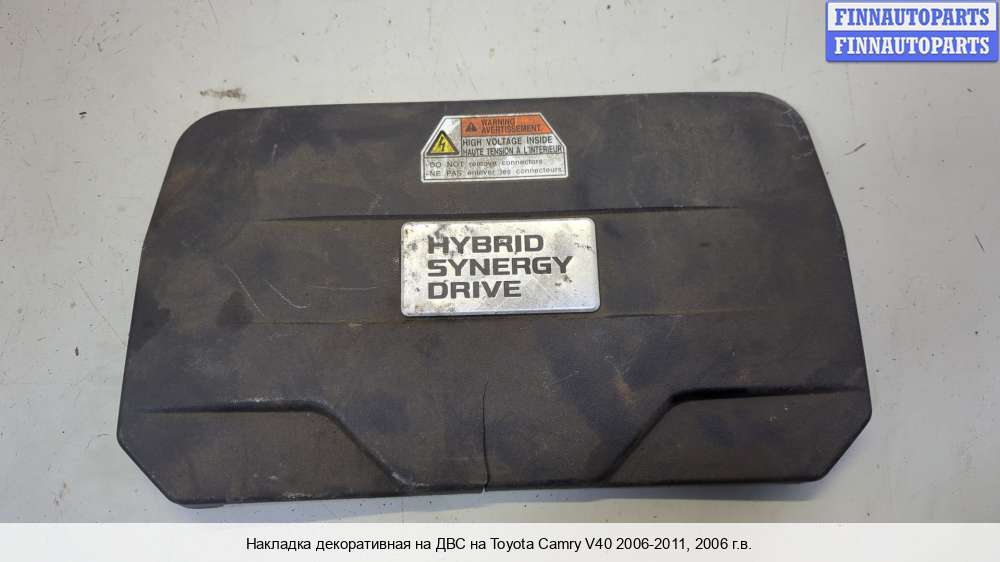 FINNAUTOPARTS
FINNAUTOPARTS
WARNING
AVERTISSEMENT
HIGH VOLTAGE INSIDE
HAUTE TENSION À L'INTÉRIEUR
-DO NOT remove connectors.
-NE PAS enlever les connecteurs.
HYBRID
SYNERGY
DRIVE
Накладка декоративная на ДВС на Toyota Camry V40 2006-2011, 2006 г.в.